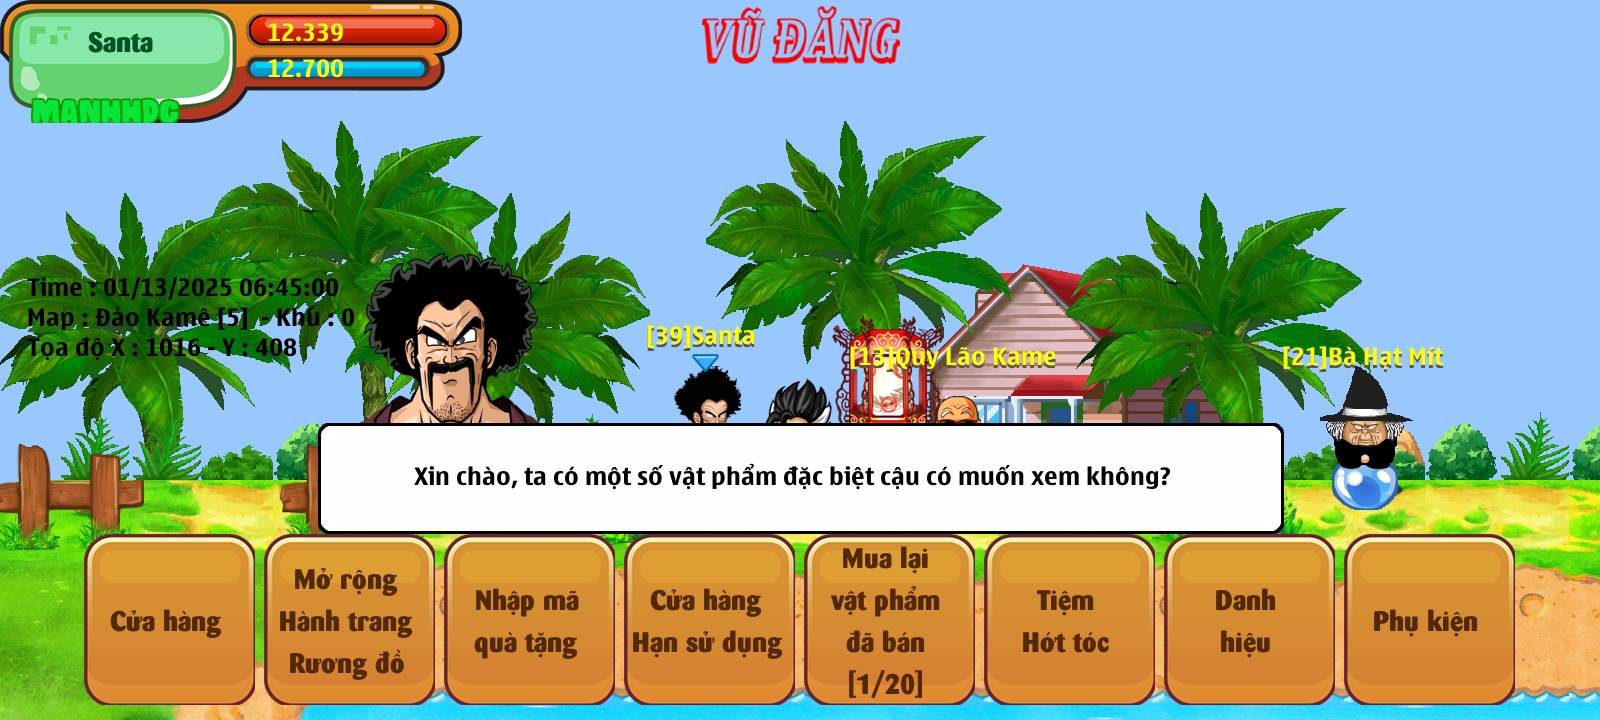 Santa
12.339
12.700
MANHHDC
VŨ ĐĂNG
Time : 01/13/2025 06:45:00
Map : Đảo Kamê [5] - Khu : 0
Tọa độ X : 1016 - Y : 408
[39]Santa
[13]Quy Lão Kame
[21]Bà Hạt Mít
Xin chào, ta có một số vật phẩm đặc biệt cậu có muốn xem không?
Cửa hàng
Mở rộng
Hành trang
Rương đồ
Nhập mã
quà tặng
Cửa hàng
Hạn sử dụng
Mua lại
vật phẩm
đã bán
[1/20]
Tiệm
Hớt tóc
Danh
hiệu
Phụ kiện